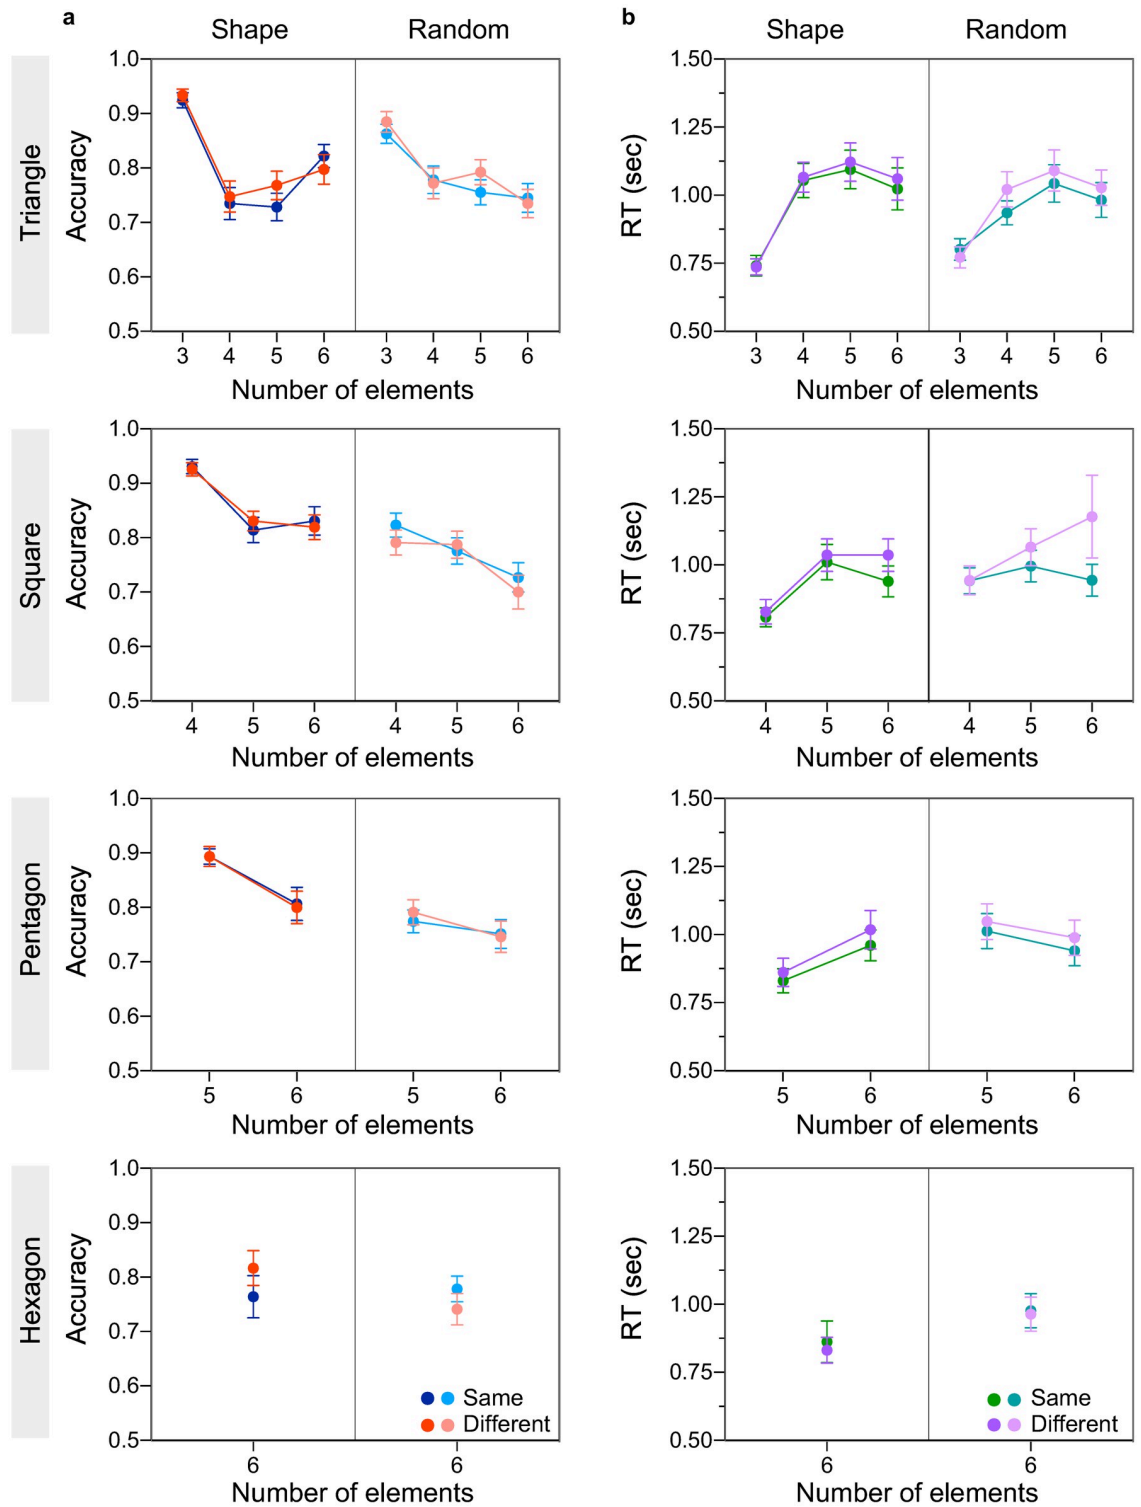 a
b
Shape Random Shape Random
Triangle
Accuracy
1.0
0.9
0.8
0.7
0.6
0.5
3 4 5 6 3 4 5 6
Number of elements
RT (sec)
1.50
1.25
1.00
0.75
0.50
3 4 5 6 3 4 5 6
Number of elements
Square
Accuracy
1.0
0.9
0.8
0.7
0.6
0.5
4 5 6 4 5 6
Number of elements
RT (sec)
1.50
1.25
1.00
0.75
0.50
4 5 6 4 5 6
Number of elements
Pentagon
Accuracy
1.0
0.9
0.8
0.7
0.6
0.5
5 6 5 6
Number of elements
RT (sec)
1.50
1.25
1.00
0.75
0.50
5 6 5 6
Number of elements
Hexagon
Accuracy
1.0
0.9
0.8
0.7
0.6
0.5
Same
Different
6 6
Number of elements
RT (sec)
1.50
1.25
1.00
0.75
0.50
Same
Different
6 6
Number of elements